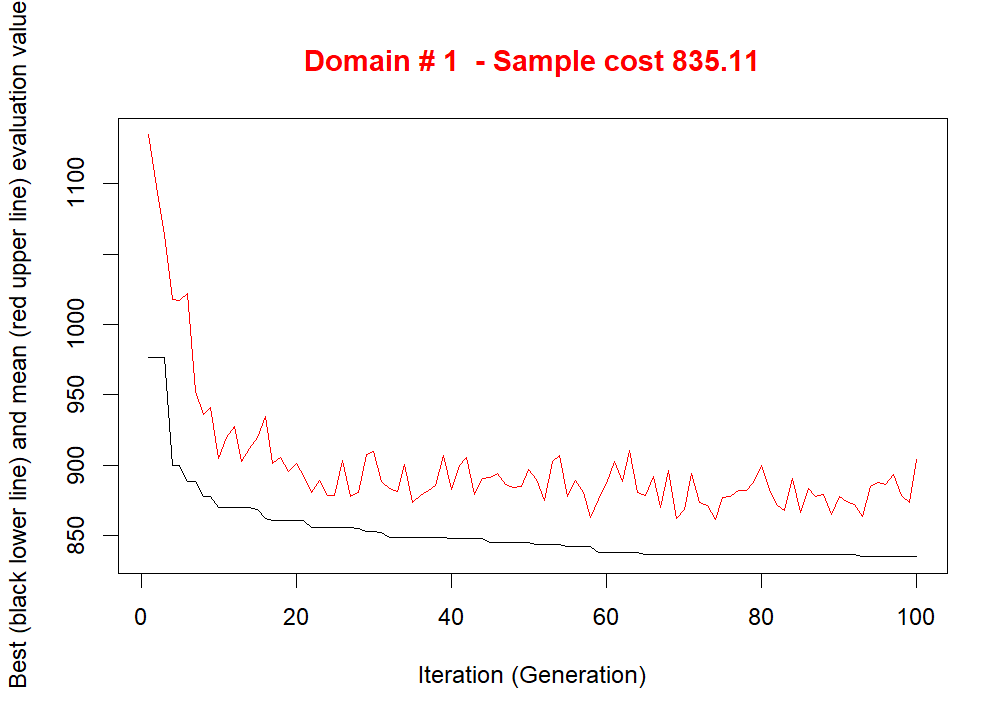 Domain # 1  - Sample cost 835.11
Best (black lower line) and mean (red upper line) evaluation value
1100
1000
950
900
850
0 20 40 60 80 100
Iteration (Generation)